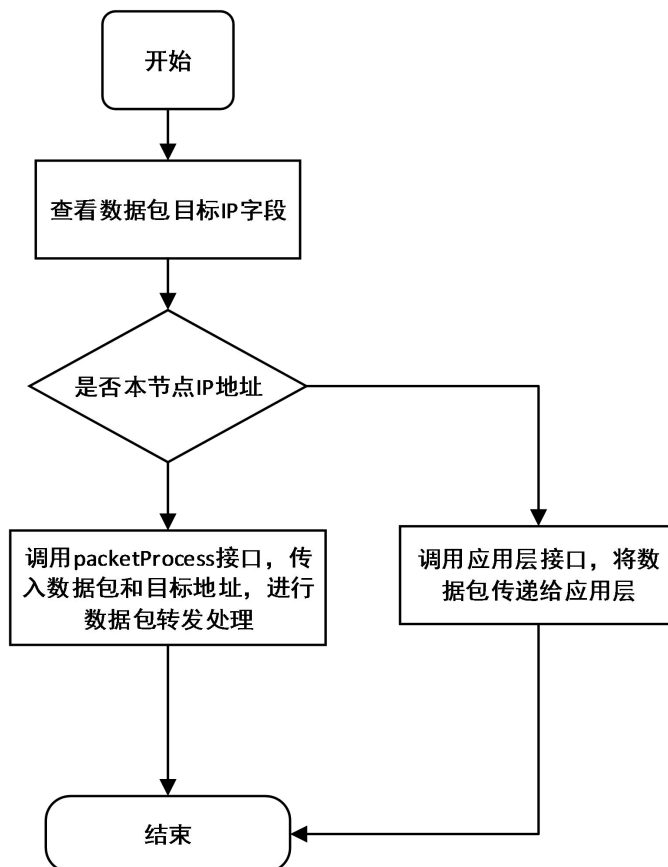 开始
查看数据包目标IP字段
是否本节点IP地址
调用packetProcess接口，传
入数据包和目标地址，进行
数据包转发处理
调用应用层接口，将数
据包传递给应用层
结束